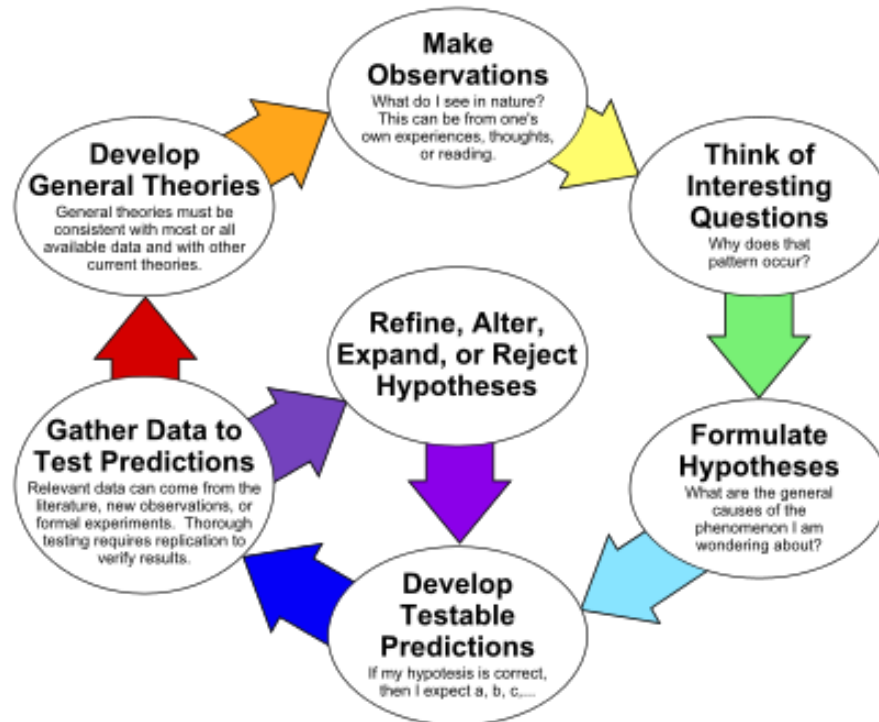 Make
Observations
What do I see in nature?
This can be from one's
own experiences, thoughts,
or reading.
Think of
Interesting
Questions
Why does that
pattern occur?
Formulate
Hypotheses
What are the general
causes of the
phenomenon I am
wondering about?
Develop
Testable
Predictions
If my hypotesis is correct,
then I expect a, b, c,...
Gather Data to
Test Predictions
Relevant data can come from the
literature, new observations, or
formal experiments. Thorough
testing requires replication to
verify results.
Refine, Alter,
Expand, or Reject
Hypotheses
Develop
General Theories
General theories must be
consistent with most or all
available data and with other
current theories.